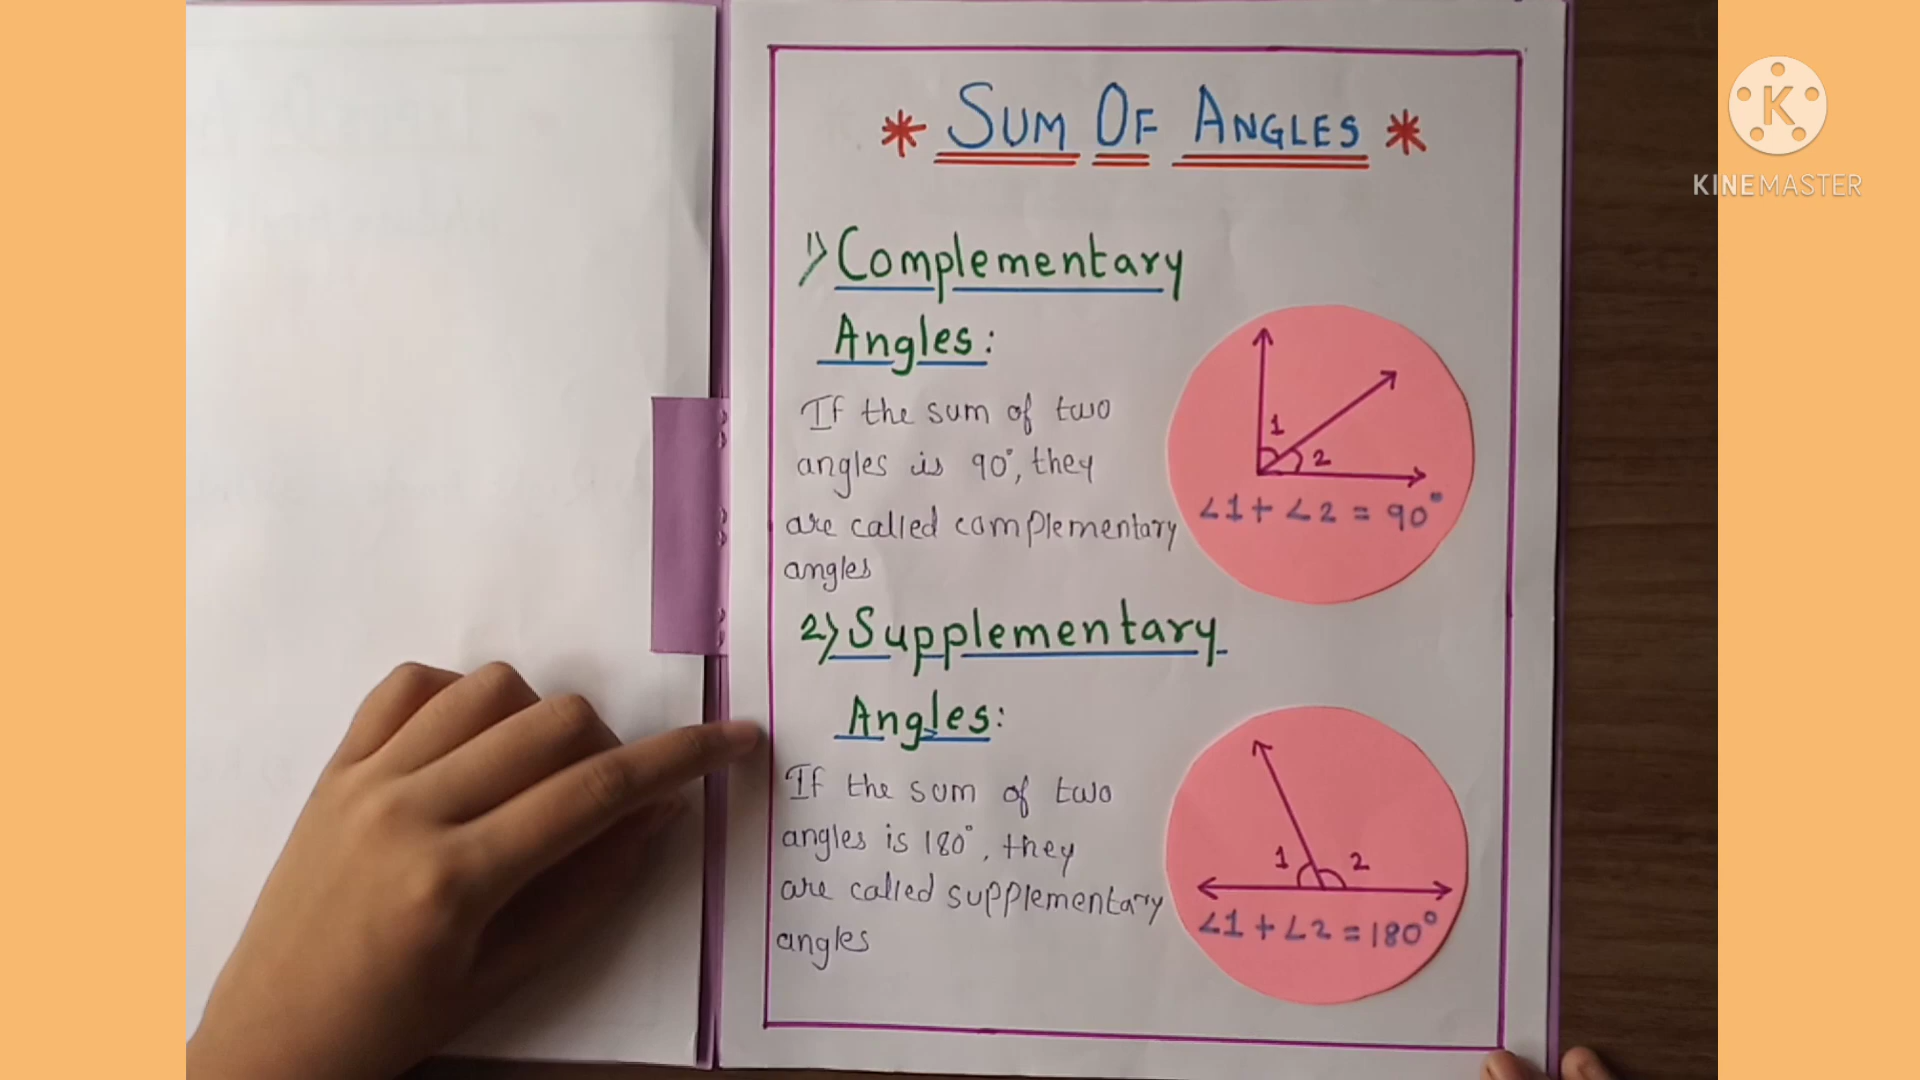 * SUM OF ANGLES *
1) Complementary
Angles:
If the sum of two
angles is 90°, they
are called complementary
angles
1
2
∠1 + ∠2 = 90°
2) Supplementary
Angles:
If the sum of two
angles is 180°, they
are called supplementary
angles
1 2
∠1 + ∠2 = 180°
K
KINEMASTER